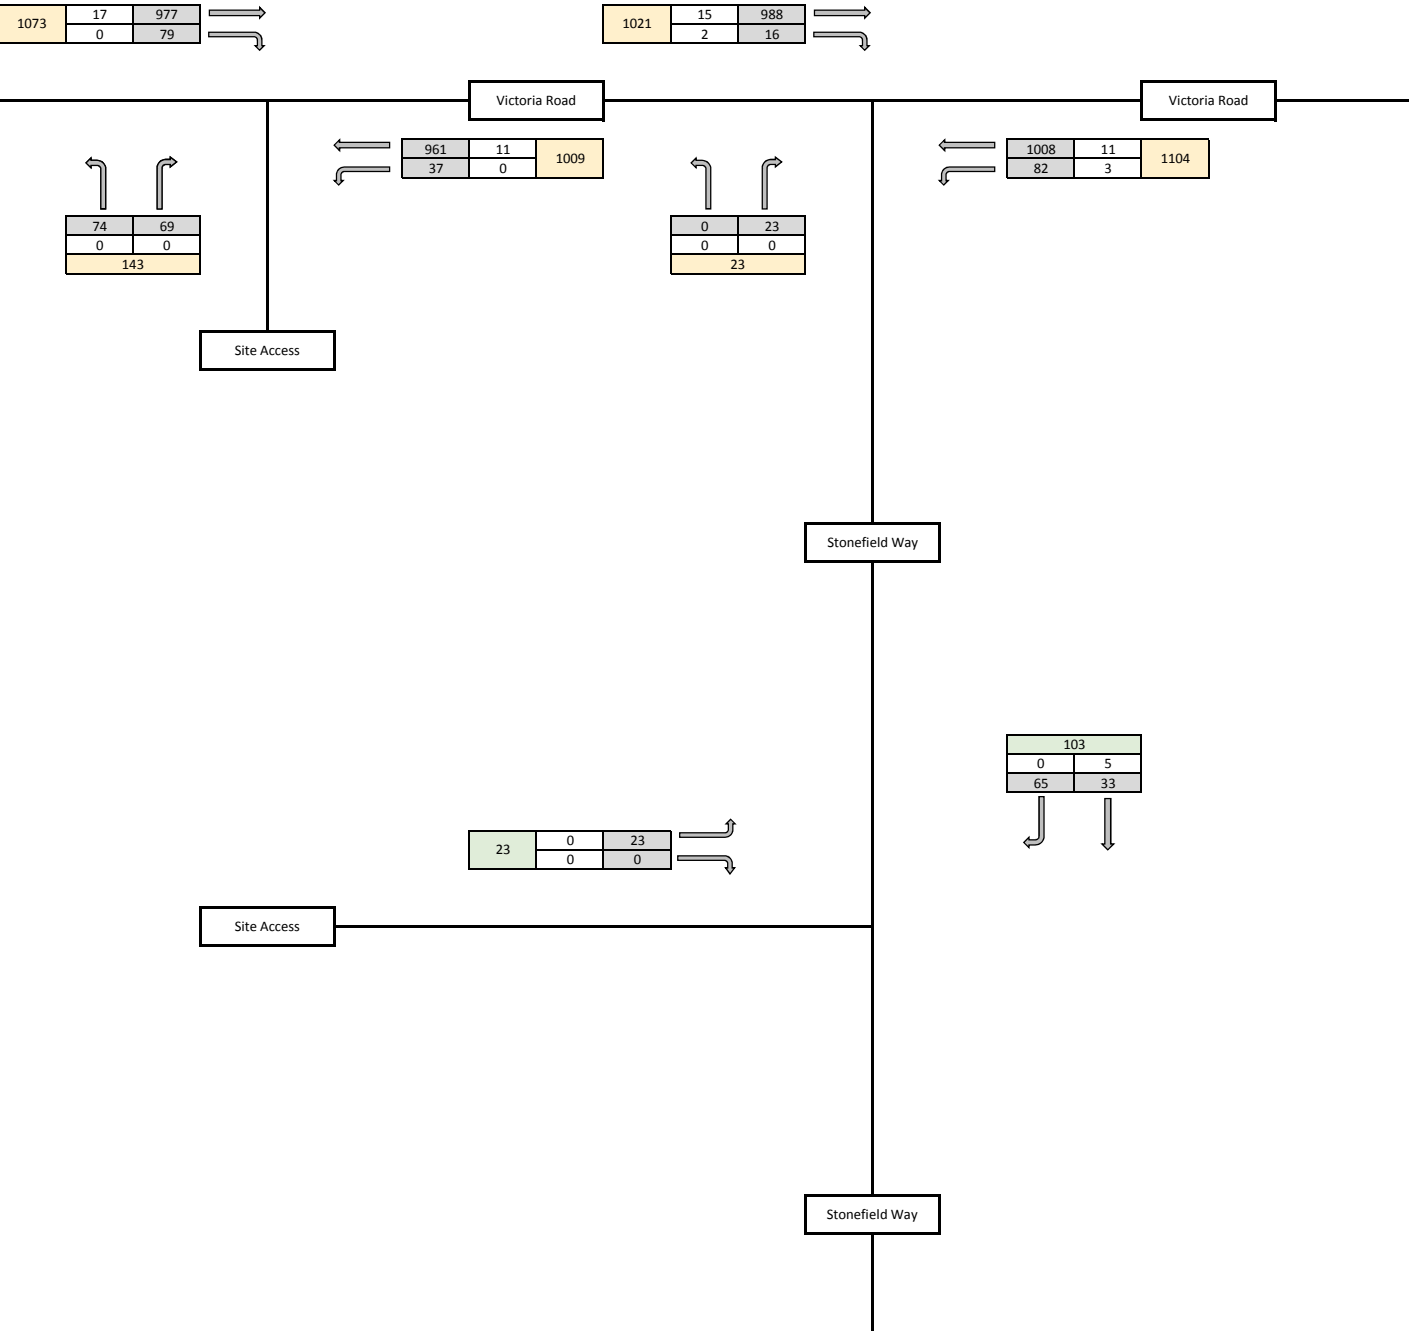 1073 17 977 1021 15 988
0 79 2 16
Victoria Road Victoria Road
961 11 1009 1008 11 1104
37 0 82 3
74 69 0 23
0 0 0 0
143 23
Site Access
Stonefield Way
103
0 5
65 33
23 0 23
0 0
Site Access
Stonefield Way